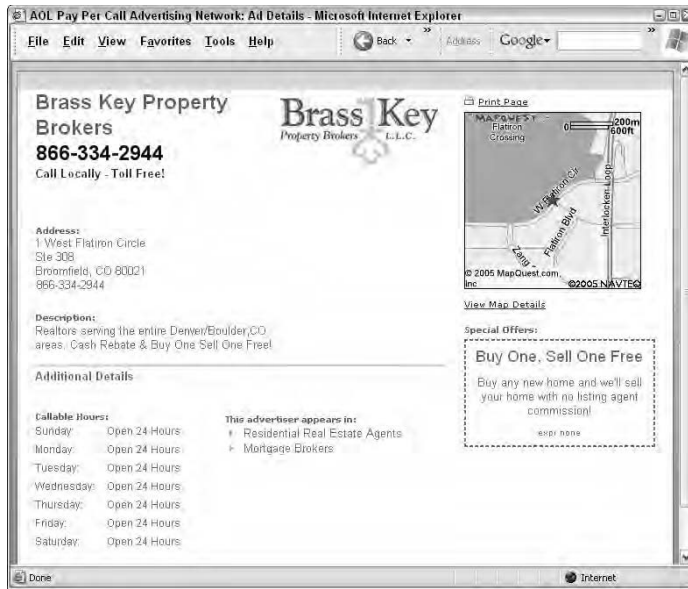 AOL Pay Per Call Advertising Network: Ad Details - Microsoft Internet Explorer
File Edit View Favorites Tools Help
Back
Address
Google
Brass Key Property
Brokers
866-334-2944
Call Locally - Toll Free!
Brass Key
Property Brokers L.L.C.
Print Page
MAPQUEST
Flatiron
Crossing
0 200m
600ft
W Flatiron Cir
Interlocken Loop
Flatiron Blvd
Zang
© 2005 MapQuest.com,
Inc ©2005 NAVTEQ
View Map Details
Address:
1 West Flatiron Circle
Ste 308
Broomfield, CO 80021
866-334-2944
Description:
Realtors serving the entire Denver/Boulder,CO
areas. Cash Rebate & Buy One Sell One Free!
Special Offers:
Buy One, Sell One Free
Buy any new home and we'll sell
your home with no listing agent
commission!
expr none
Additional Details
Callable Hours:
Sunday: Open 24 Hours
Monday: Open 24 Hours
Tuesday: Open 24 Hours
Wednesday: Open 24 Hours
Thursday: Open 24 Hours
Friday: Open 24 Hours
Saturday: Open 24 Hours
This advertiser appears in:
Residential Real Estate Agents
Mortgage Brokers
Done
Internet